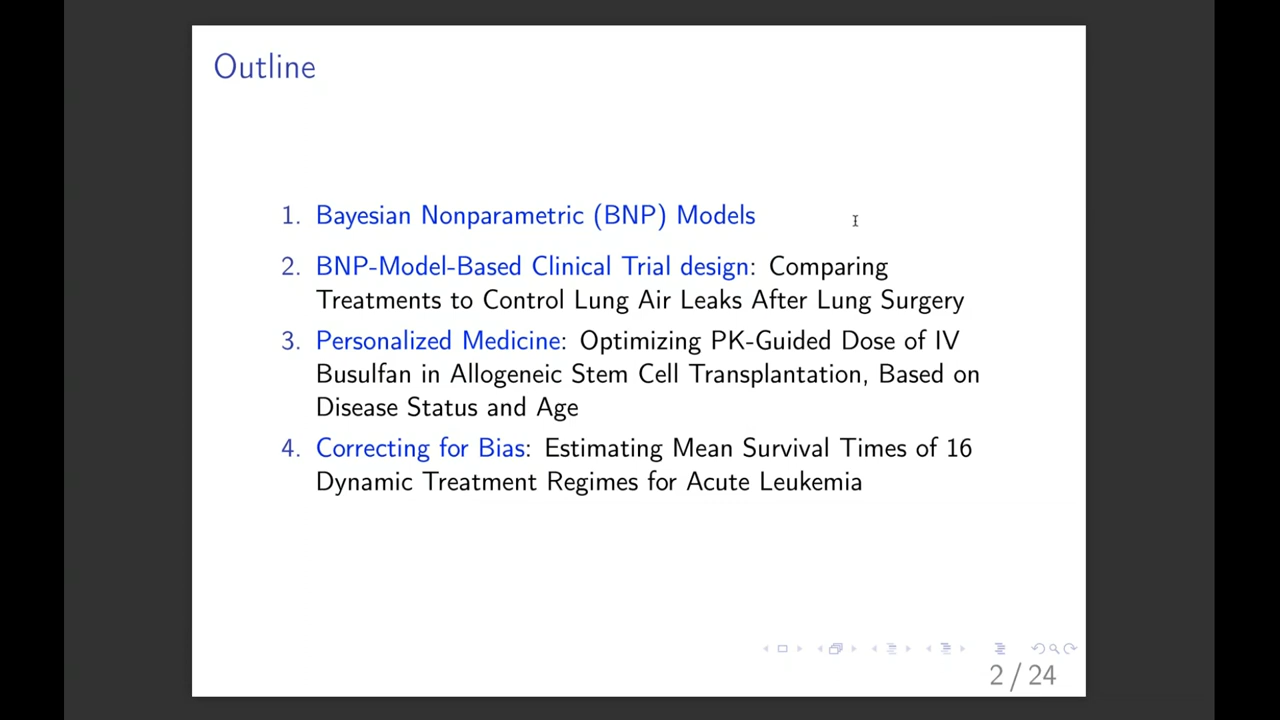 Outline
1. Bayesian Nonparametric (BNP) Models
2. BNP-Model-Based Clinical Trial design: Comparing
Treatments to Control Lung Air Leaks After Lung Surgery
3. Personalized Medicine: Optimizing PK-Guided Dose of IV
Busulfan in Allogeneic Stem Cell Transplantation, Based on
Disease Status and Age
4. Correcting for Bias: Estimating Mean Survival Times of 16
Dynamic Treatment Regimes for Acute Leukemia
2 / 24